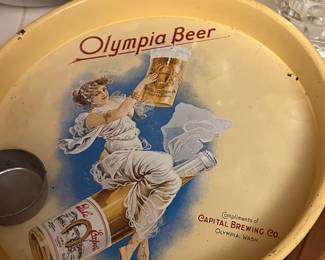 Olympia Beer
Compliments of
CAPITAL BREWING CO.
OLYMPIA, WASH.